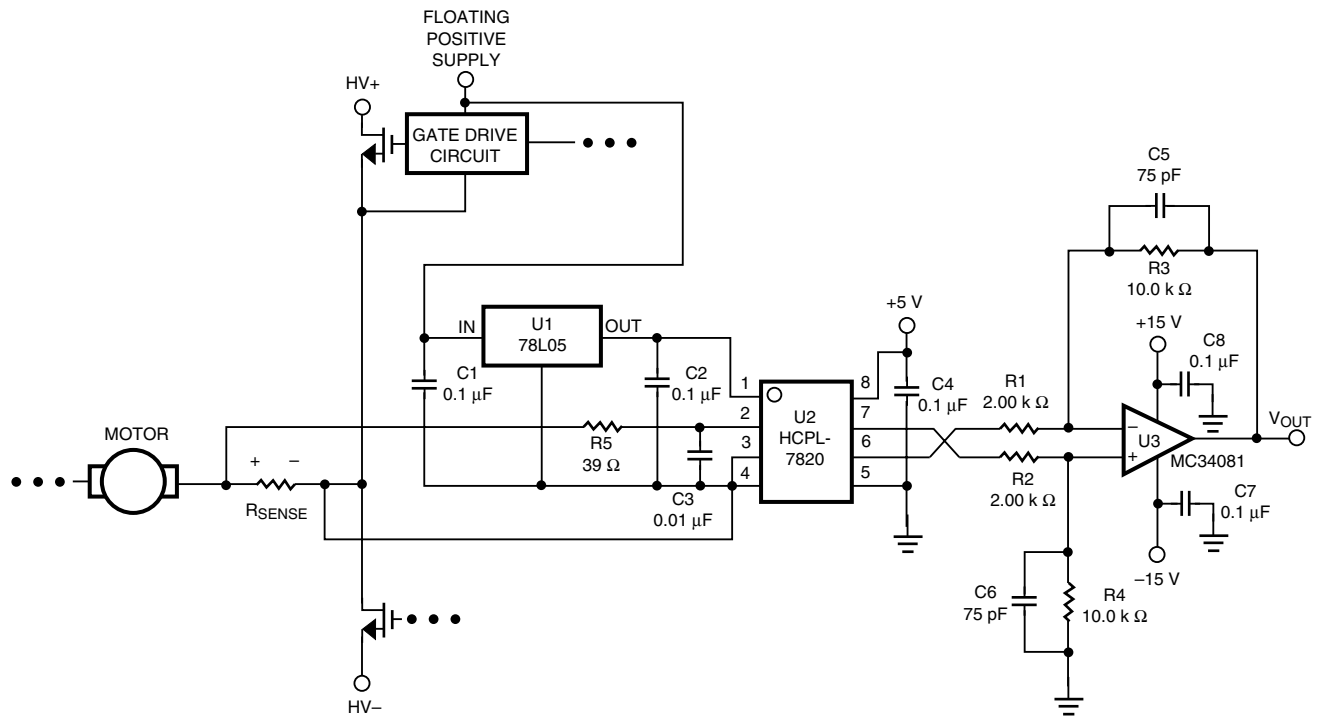 FLOATING
POSITIVE
SUPPLY
HV+
GATE DRIVE
CIRCUIT
C5
75 pF
R3
10.0 k Ω
+5 V
+15 V
IN
U1
78L05
OUT
C8
0.1 μF
C1
0.1 μF
C2
0.1 μF
C4
0.1 μF
R1
2.00 k Ω
1
2
3
4
U2
HCPL-
7820
8
7
6
5
MOTOR
+
–
RSENSE
R5
39 Ω
C3
0.01 μF
R2
2.00 k Ω
–
+
U3
MC34081
VOUT
C7
0.1 μF
–15 V
C6
75 pF
R4
10.0 k Ω
HV–